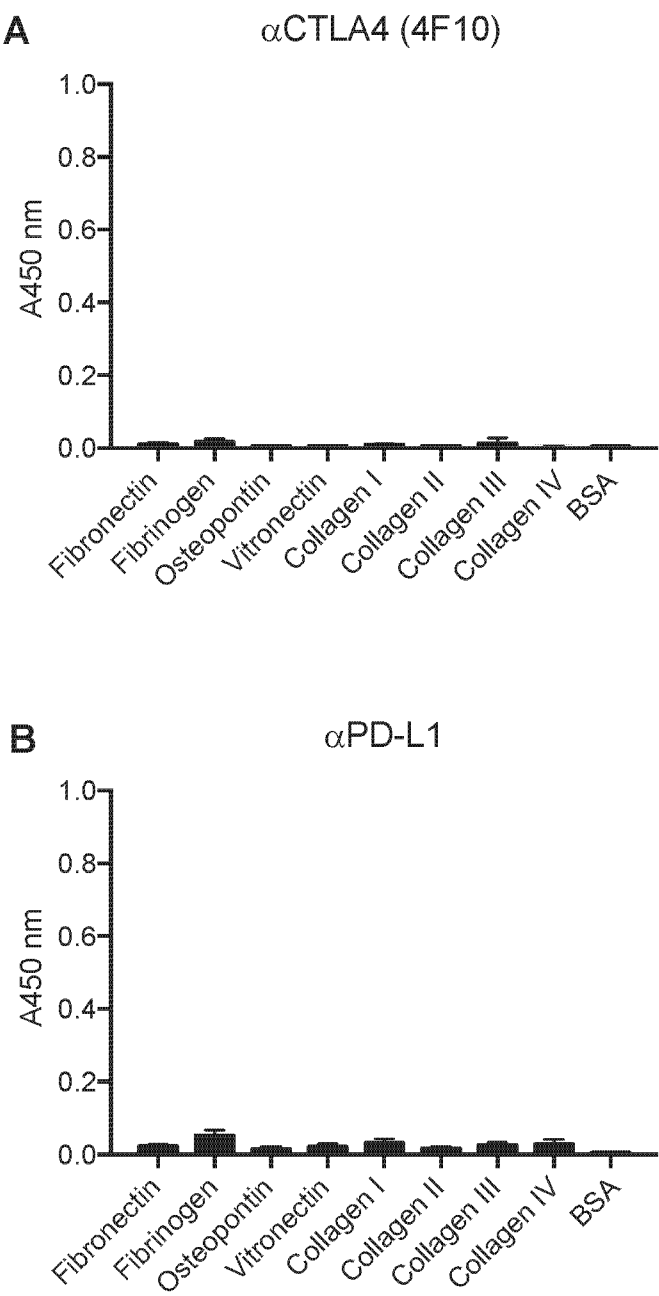 A
αCTLA4 (4F10)
1.0
0.8
0.6
0.4
0.2
0.0
A450 nm
Fibronectin
Fibrinogen
Osteopontin
Vitronectin
Collagen I
Collagen II
Collagen III
Collagen IV
BSA
B
αPD-L1
1.0
0.8
0.6
0.4
0.2
0.0
A450 nm
Fibronectin
Fibrinogen
Osteopontin
Vitronectin
Collagen I
Collagen II
Collagen III
Collagen IV
BSA